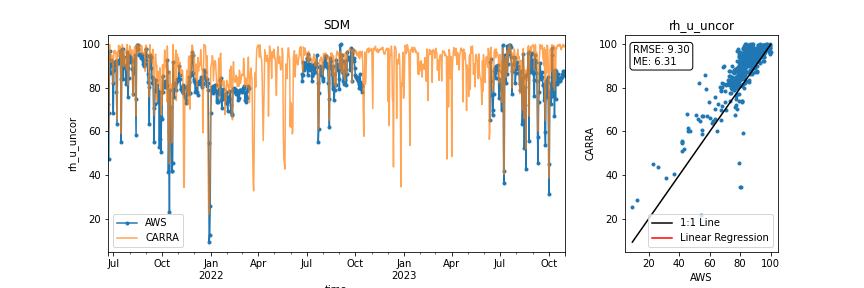 SDM
rh_u_uncor
100
80
60
40
20
rh_u_uncor
AWS
CARRA
Jul
Oct
Jan
2022
Apr
Jul
Oct
Jan
2023
Apr
Jul
Oct
time
RMSE: 9.30
ME: 6.31
100
80
60
40
20
CARRA
1:1 Line
Linear Regression
20
40
60
80
100
AWS